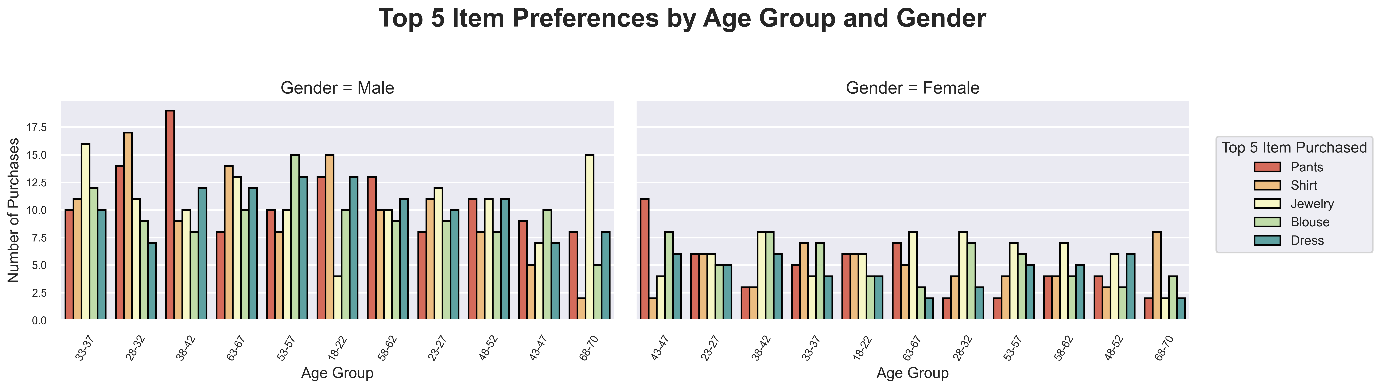 Top 5 Item Preferences by Age Group and Gender
Gender = Male
Gender = Female
Number of Purchases
17.5
15.0
12.5
10.0
7.5
5.0
2.5
0.0
33-37
28-32
38-42
63-67
53-57
18-22
58-62
23-27
48-52
43-47
68-70
Age Group
43-47
23-27
38-42
33-37
18-22
63-67
28-32
53-57
58-62
48-52
68-70
Age Group
Top 5 Item Purchased
Pants
Shirt
Jewelry
Blouse
Dress